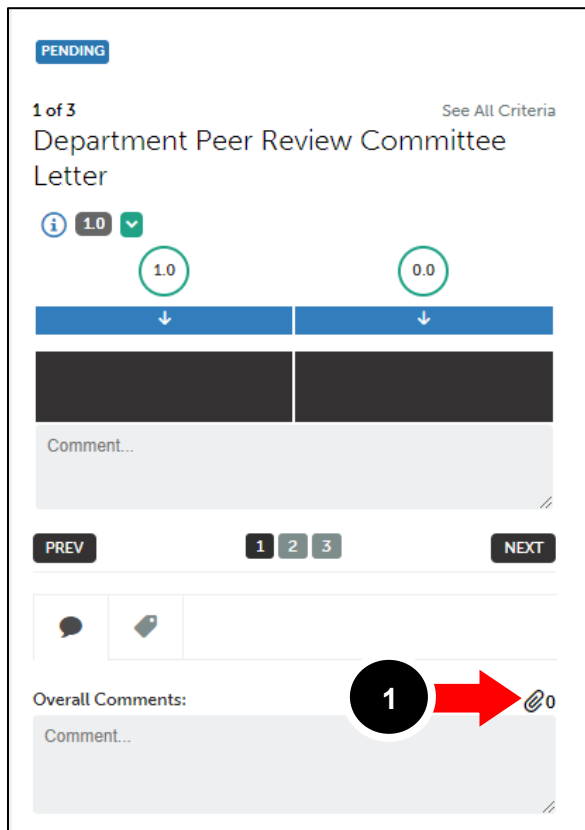 PENDING
1 of 3 See All Criteria
Department Peer Review Committee
Letter
1.0
1.0 0.0
Comment...
PREV 1 2 3 NEXT
Overall Comments: 1 0
Comment...